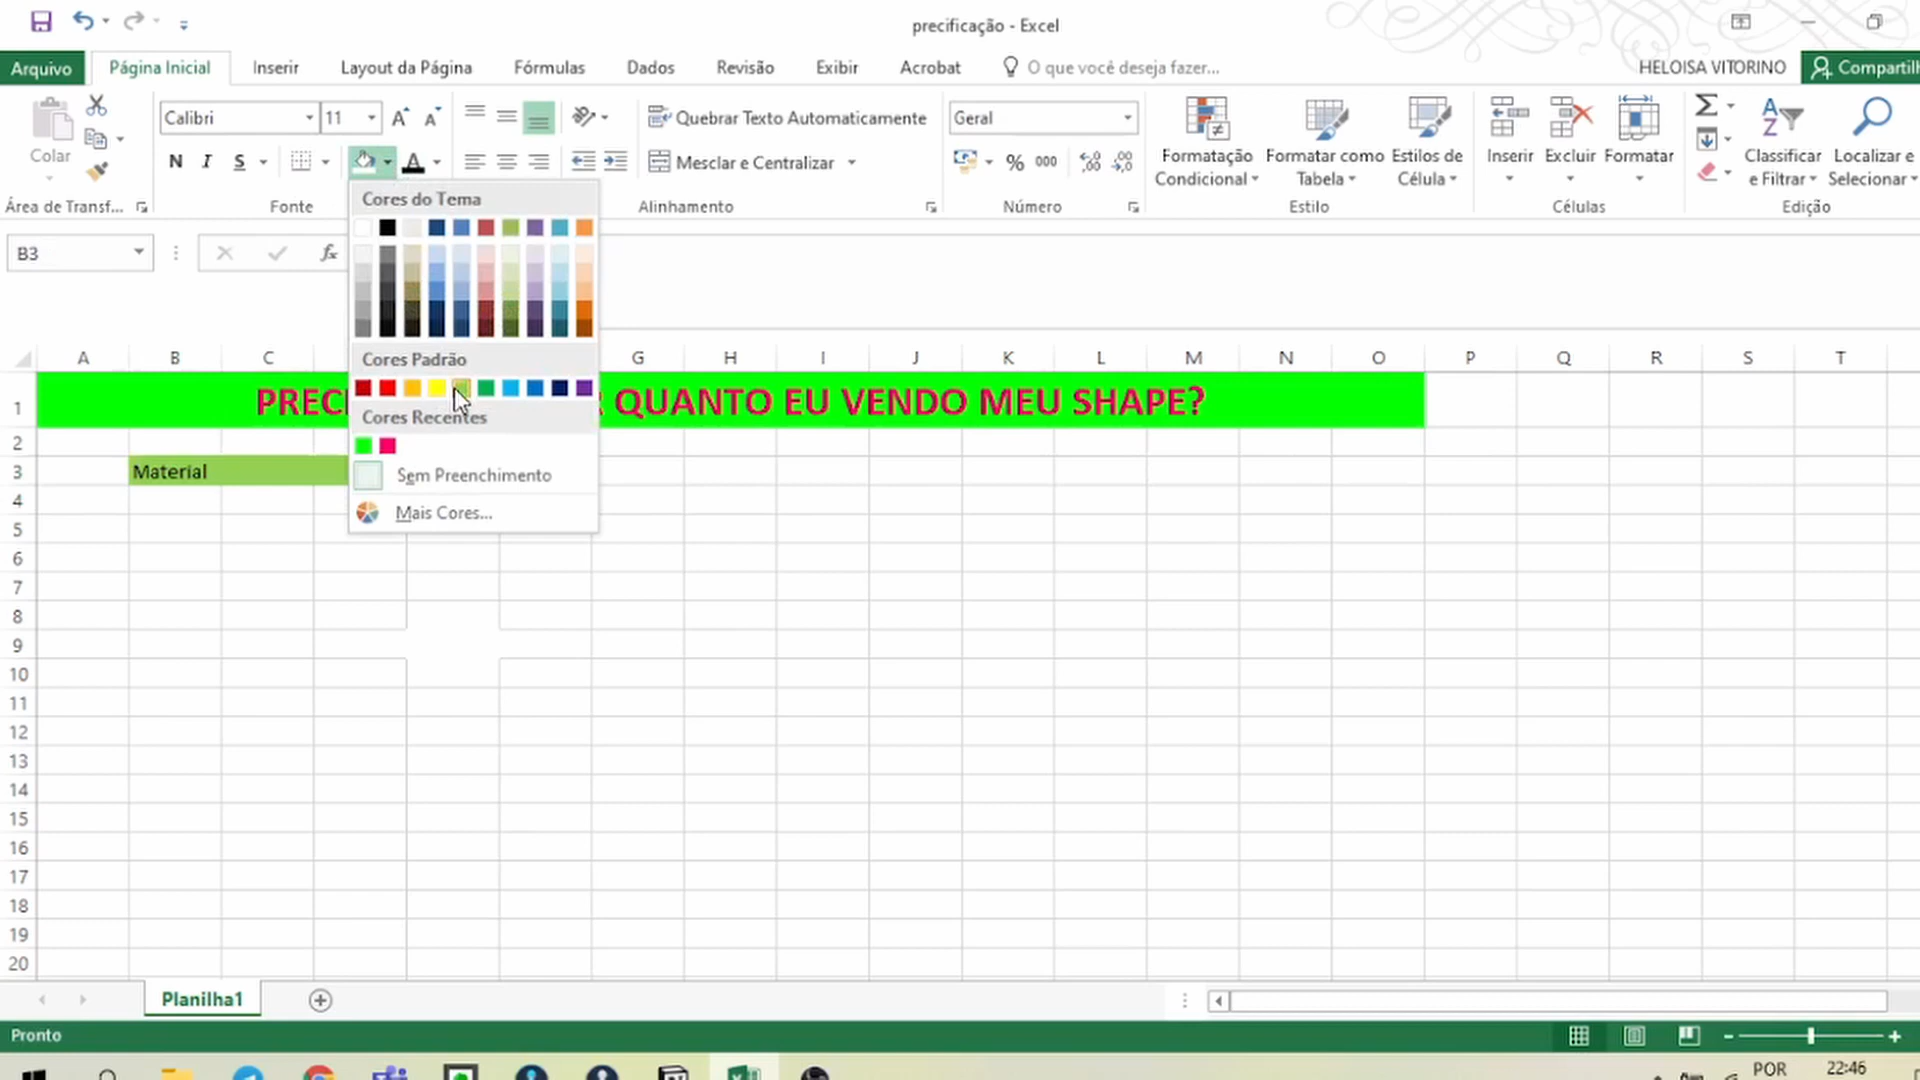 precificação - Excel
Arquivo
Página Inicial
Inserir
Layout da Página
Fórmulas
Dados
Revisão
Exibir
Acrobat
O que você deseja fazer...
HELOISA VITORINO
Compartilh
Colar
Calibri
11
N I S
A
Quebrar Texto Automaticamente
Mesclar e Centralizar
Geral
% 000
Formatação Condicional
Formatar como Tabela
Estilos de Célula
Inserir
Excluir
Formatar
Classificar e Filtrar
Localizar e Selecionar
Área de Transf...
Fonte
Alinhamento
Número
Estilo
Células
Edição
B3
fx
Cores do Tema
Cores Padrão
Cores Recentes
Sem Preenchimento
Mais Cores...
A B C G H I J K L M N O P Q R S T
1
PRECI QUANTO EU VENDO MEU SHAPE?
2
3 Material
4
5
6
7
8
9
10
11
12
13
14
15
16
17
18
19
20
Planilha1
Pronto
POR
22:46